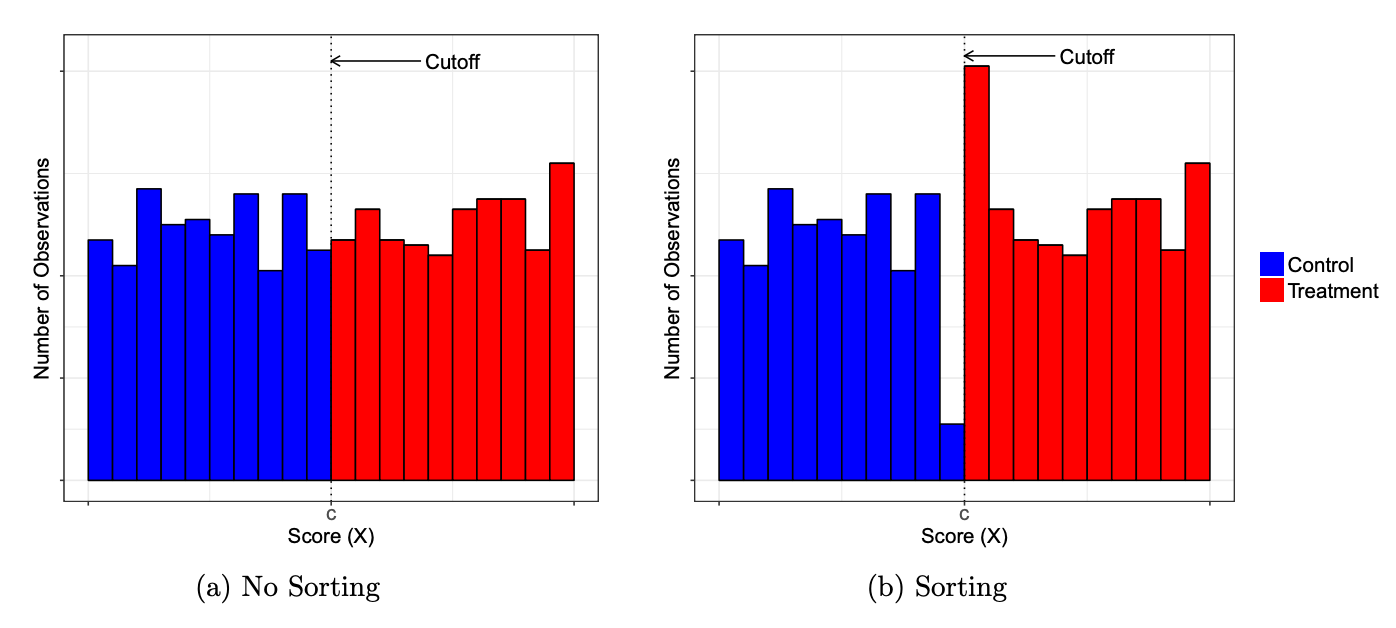 Cutoff
Number of Observations
C
Score (X)
(a) No Sorting
Cutoff
Number of Observations
C
Score (X)
(b) Sorting
Control
Treatment